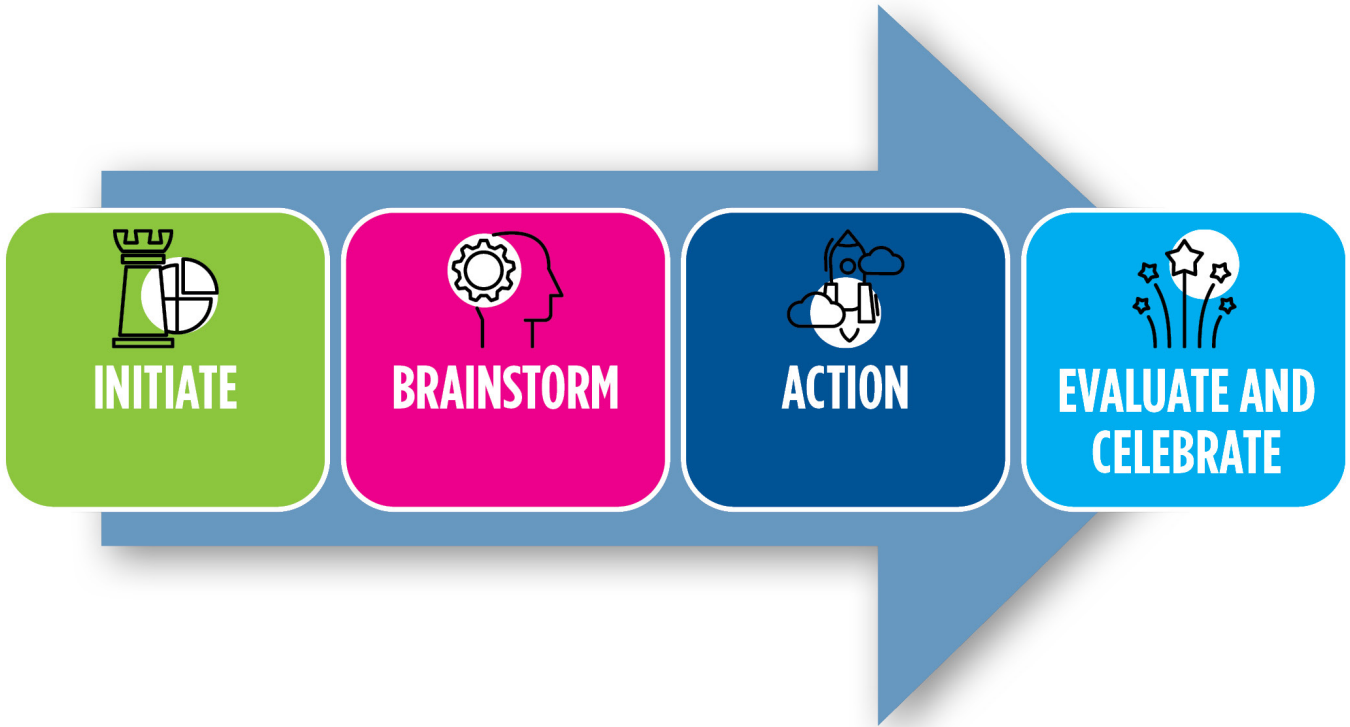 INITIATE
BRAINSTORM
ACTION
EVALUATE AND
CELEBRATE